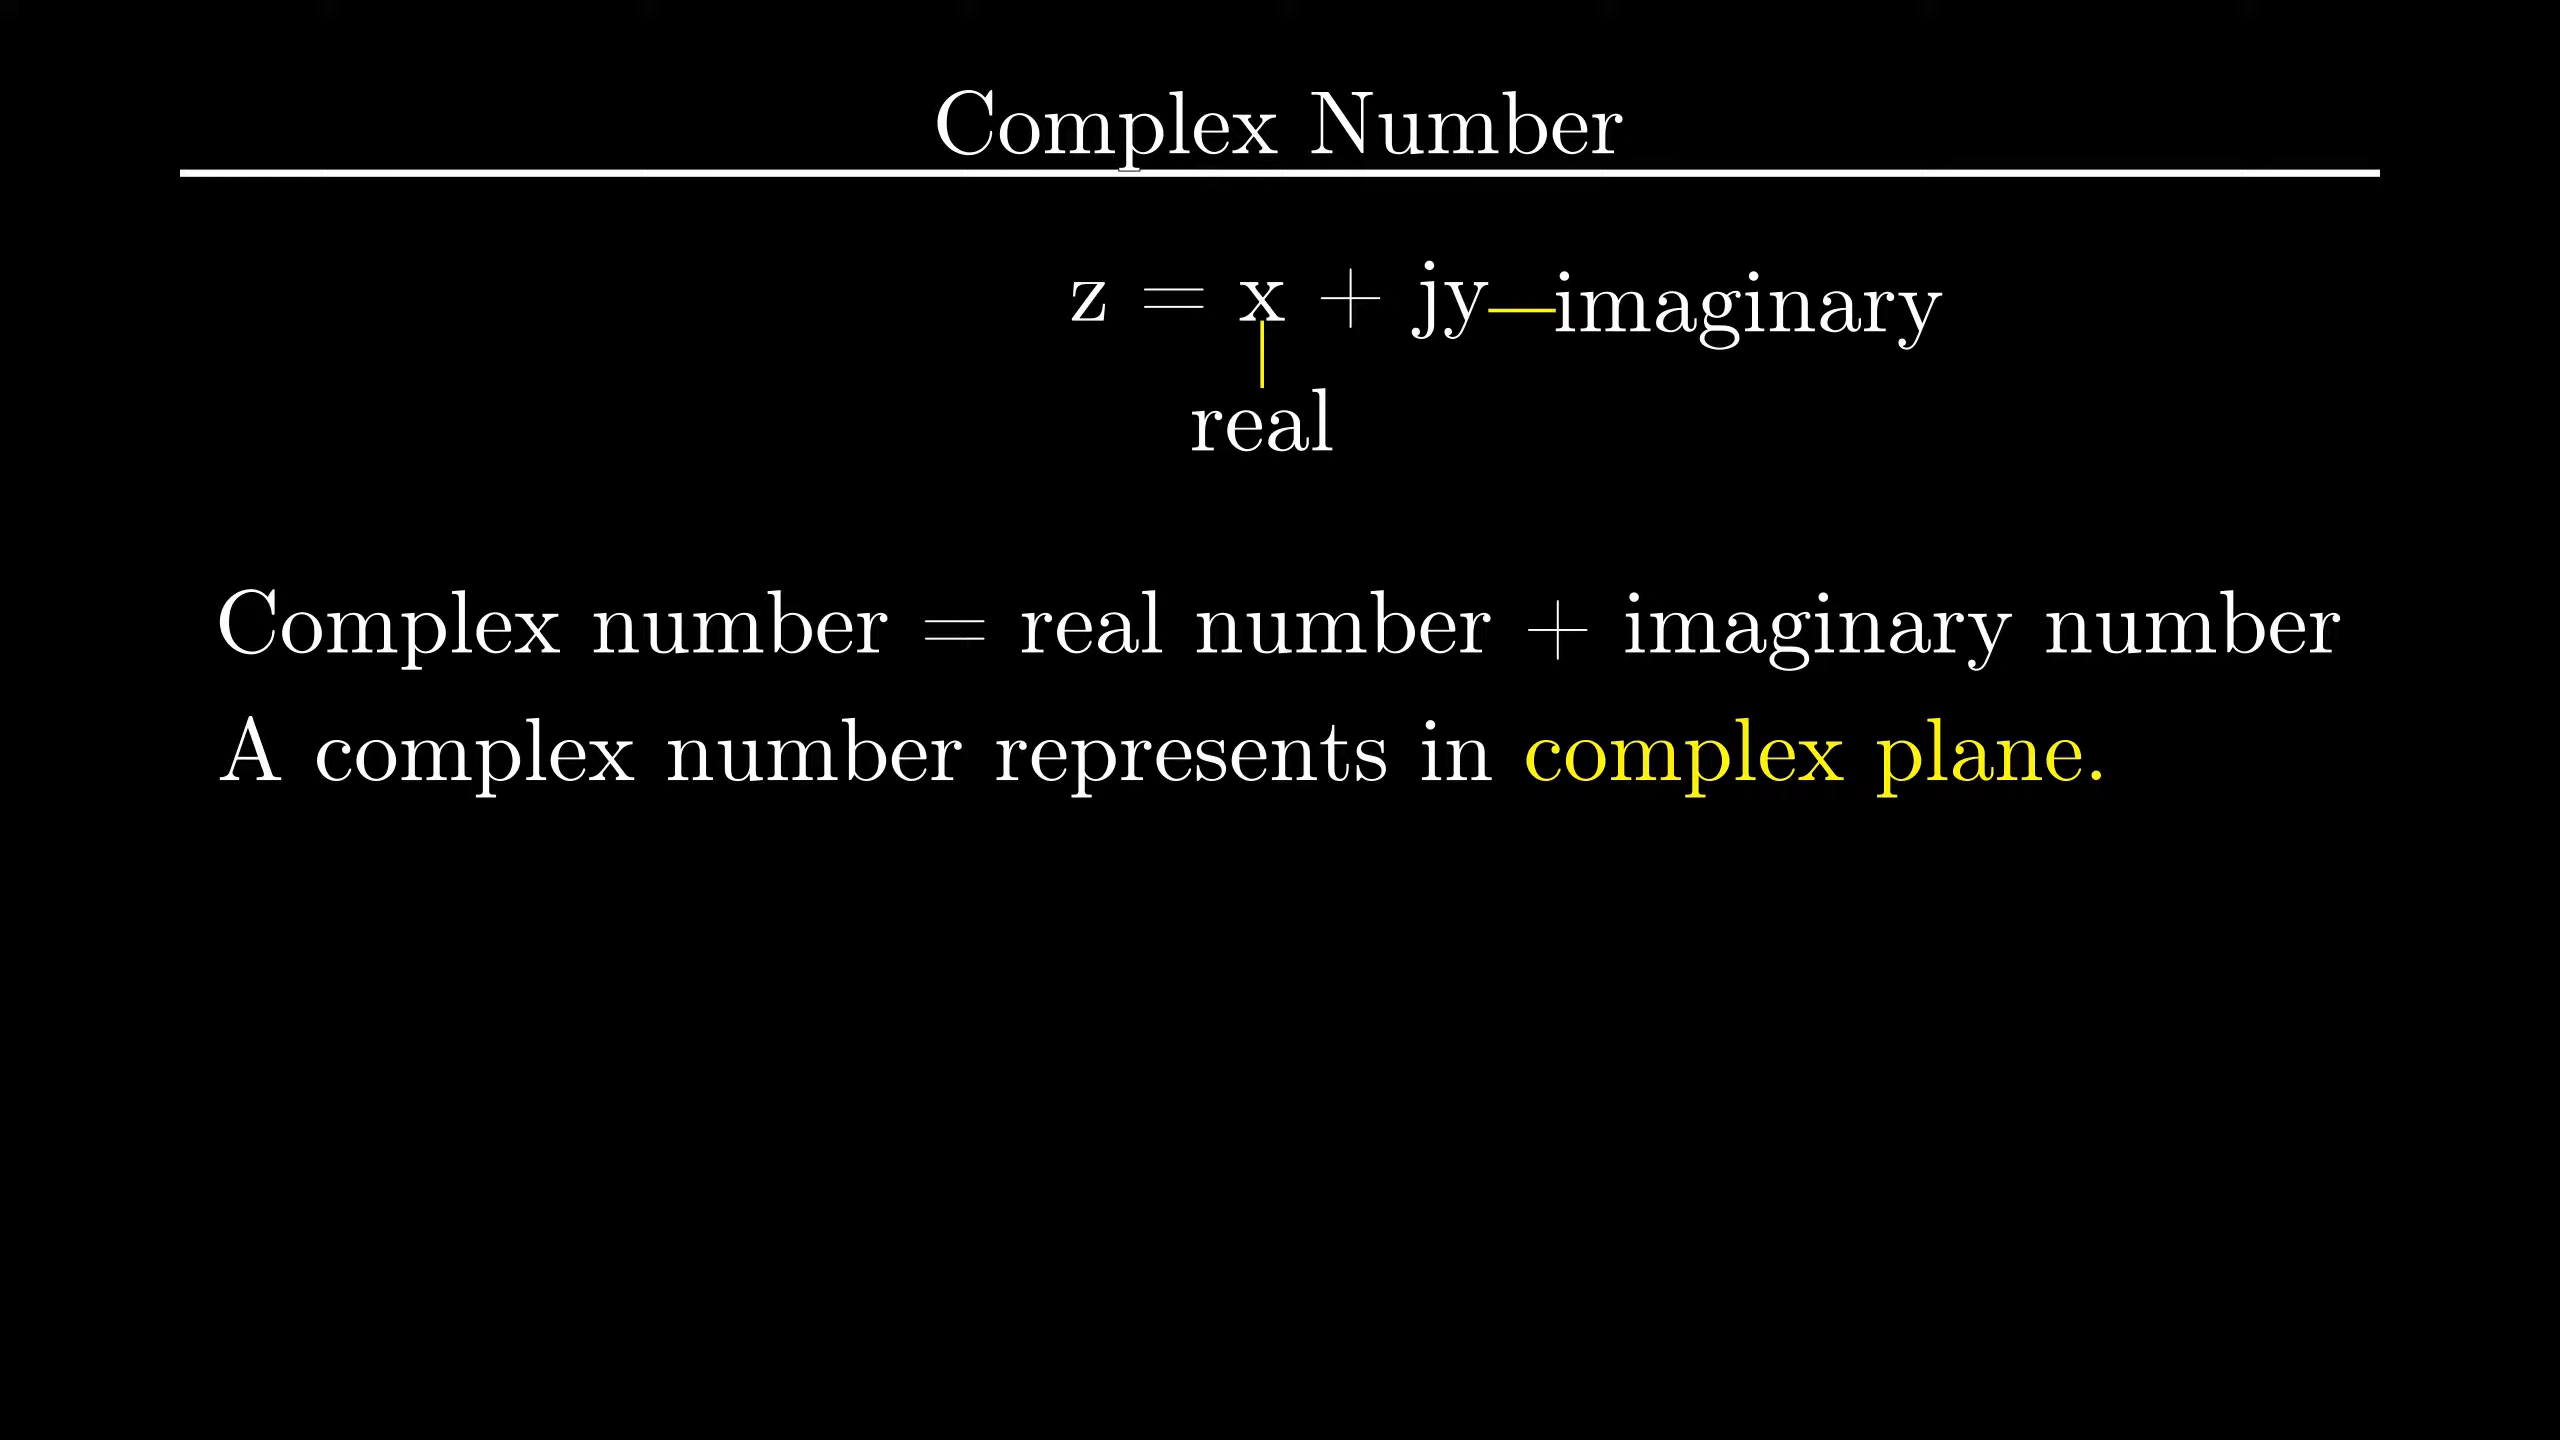 Complex Number
z = x + jy imaginary
real
Complex number = real number + imaginary number
A complex number represents in complex plane.